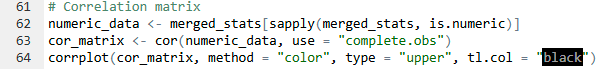 61 # Correlation matrix
62 numeric_data <- merged_stats[sapply(merged_stats, is.numeric)]
63 cor_matrix <- cor(numeric_data, use = "complete.obs")
64 corrplot(cor_matrix, method = "color", type = "upper", tl.col = "black")